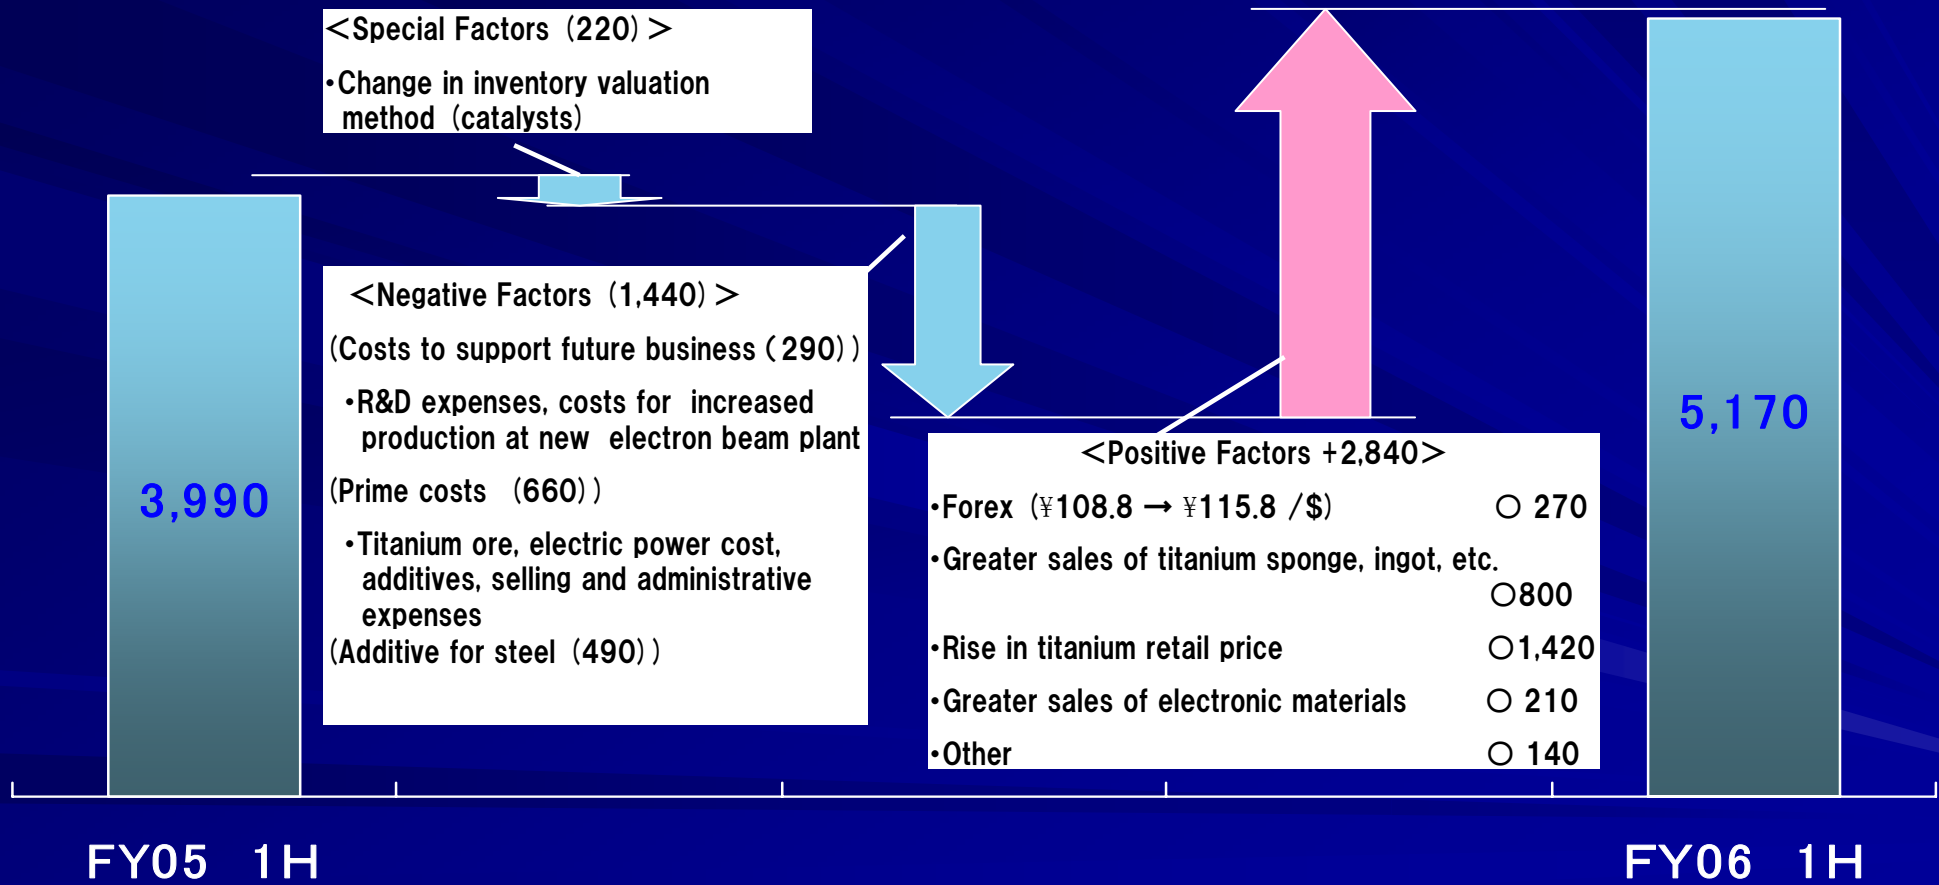 <Special Factors (220)>
・Change in inventory valuation
method (catalysts)
<Negative Factors (1,440)>
(Costs to support future business (290))
・R&D expenses, costs for increased
production at new electron beam plant
(Prime costs (660))
・Titanium ore, electric power cost,
additives, selling and administrative
expenses
(Additive for steel (490))
<Positive Factors +2,840>
・Forex (¥108.8 → ¥115.8 /$) ○ 270
・Greater sales of titanium sponge, ingot, etc.
○800
・Rise in titanium retail price ○1,420
・Greater sales of electronic materials ○ 210
・Other ○ 140
3,990
5,170
FY05 1H
FY06 1H